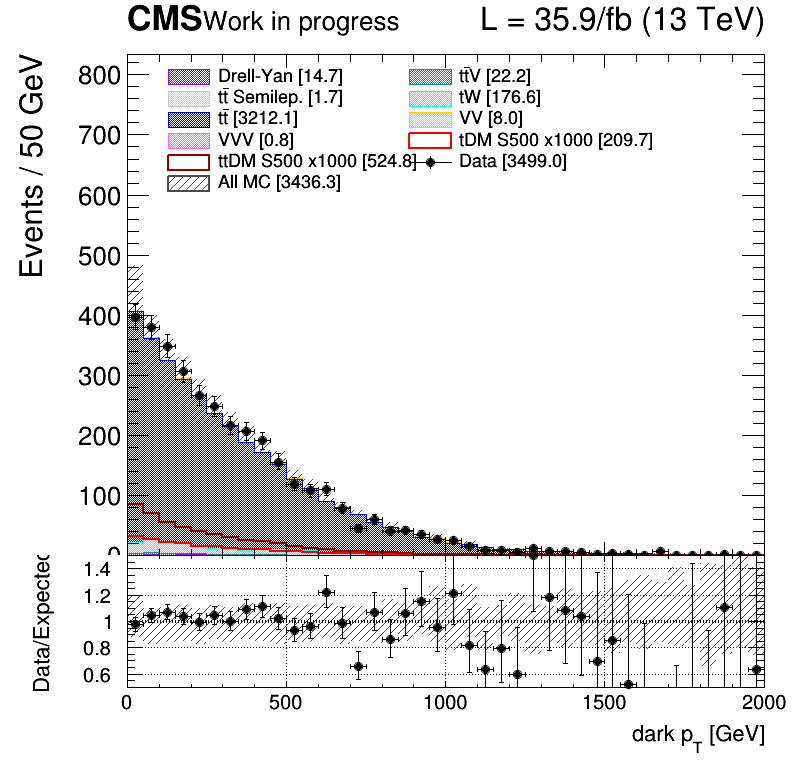 CMS Work in progress L = 35.9/fb (13 TeV)
Events / 50 GeV
800
700
600
500
400
300
200
100
0
Drell-Yan [14.7]
tt̄ Semilep. [1.7]
tt̄ [3212.1]
VVV [0.8]
ttDM S500 x1000 [524.8]
All MC [3436.3]
tt̄V [22.2]
tW [176.6]
VV [8.0]
tDM S500 x1000 [209.7]
Data [3499.0]
Data/Expected
1.4
1.2
1
0.8
0.6
0 500 1000 1500 2000
dark pT [GeV]